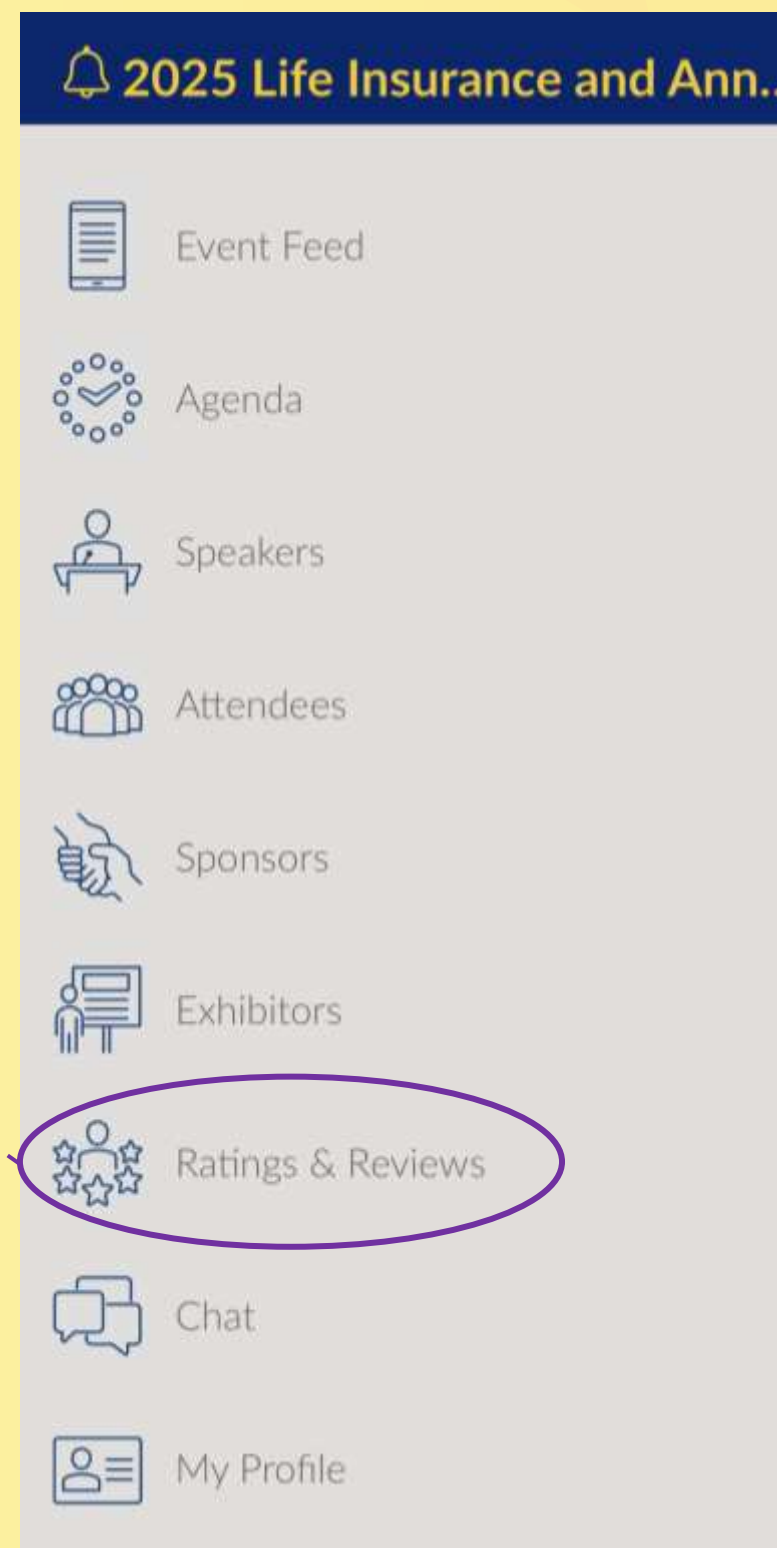 2025 Life Insurance and Ann..
Event Feed
Agenda
Speakers
Attendees
Sponsors
Exhibitors
Ratings & Reviews
Chat
My Profile